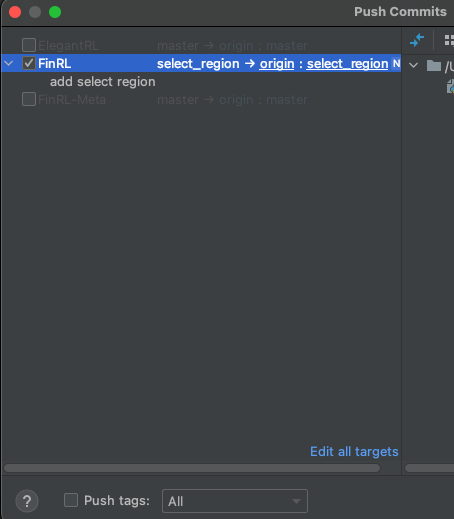 Push Commits
ElegantRL master → origin : master
FinRL select_region → origin : select_region N
add select region
FinRL-Meta master → origin : master
/U
Edit all targets
? Push tags: All